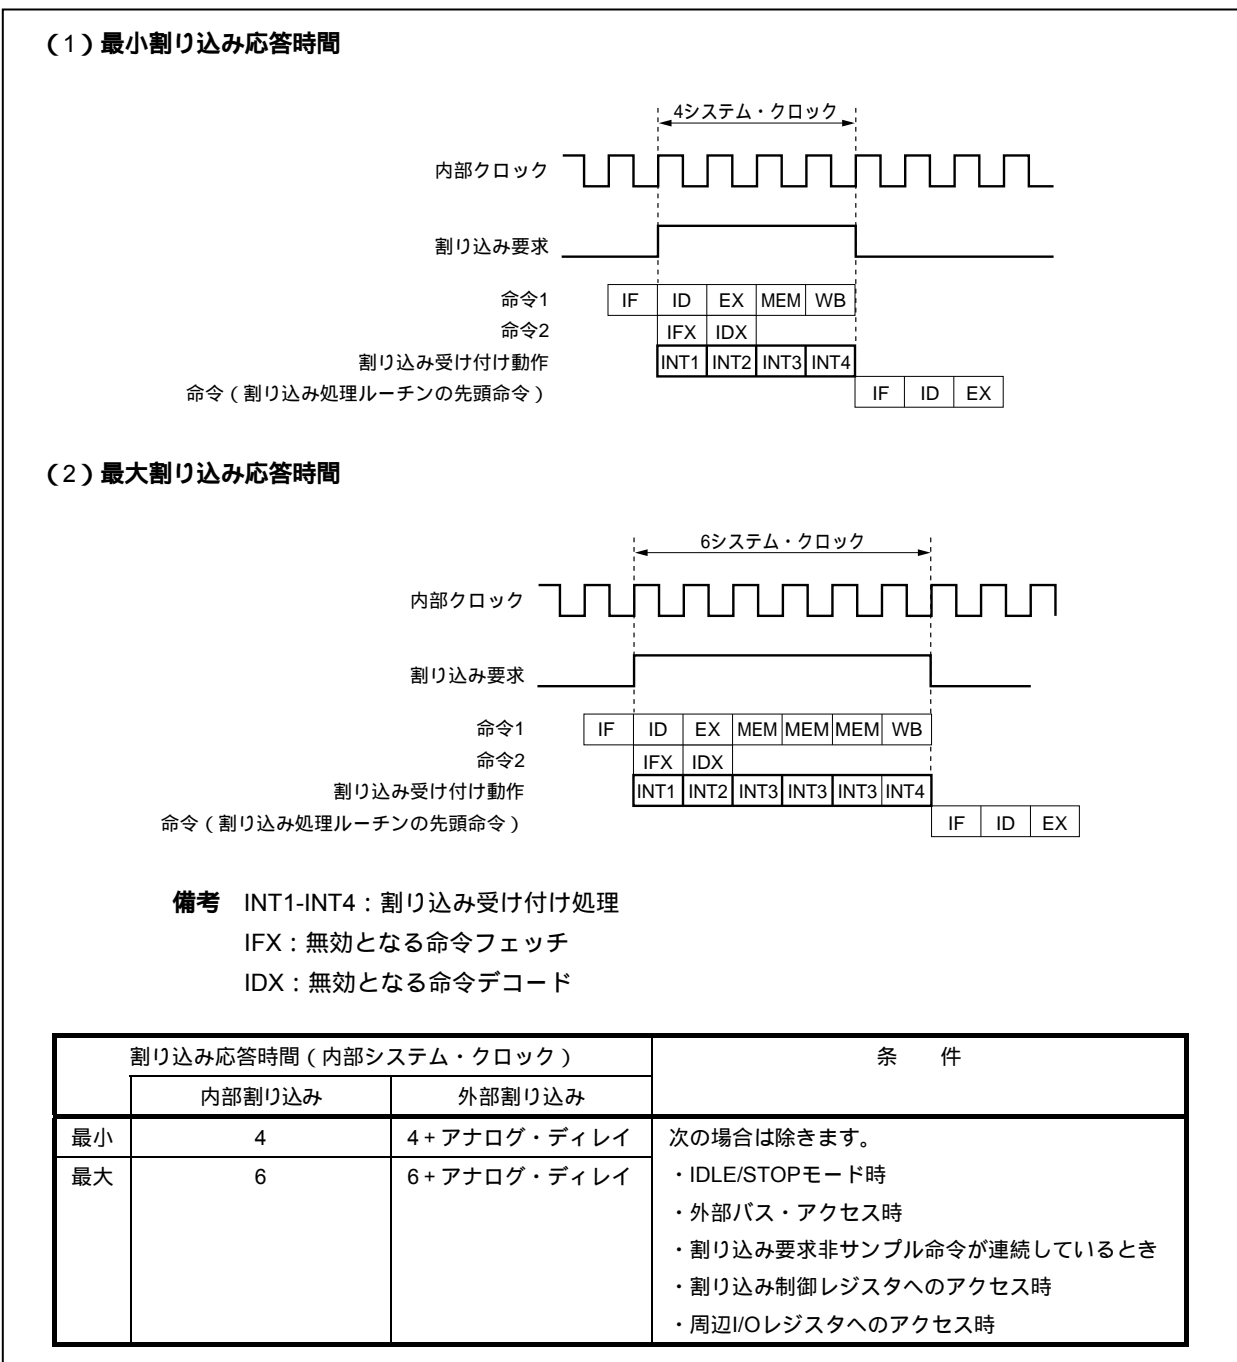 （1）最小割り込み応答時間
4システム・クロック
内部クロック
割り込み要求
命令1 IF ID EX MEM WB
命令2 IFX IDX
割り込み受け付け動作 INT1 INT2 INT3 INT4
命令（割り込み処理ルーチンの先頭命令） IF ID EX
（2）最大割り込み応答時間
6システム・クロック
内部クロック
割り込み要求
命令1 IF ID EX MEM MEM MEM WB
命令2 IFX IDX
割り込み受け付け動作 INT1 INT2 INT3 INT3 INT3 INT4
命令（割り込み処理ルーチンの先頭命令） IF ID EX
備考 INT1-INT4：割り込み受け付け処理
IFX：無効となる命令フェッチ
IDX：無効となる命令デコード
割り込み応答時間（内部システム・クロック） 条 件
内部割り込み 外部割り込み
最小 4 4＋アナログ・ディレイ 次の場合は除きます。
最大 6 6＋アナログ・ディレイ ・IDLE/STOPモード時
・外部バス・アクセス時
・割り込み要求非サンプル命令が連続しているとき
・割り込み制御レジスタへのアクセス時
・周辺I/Oレジスタへのアクセス時